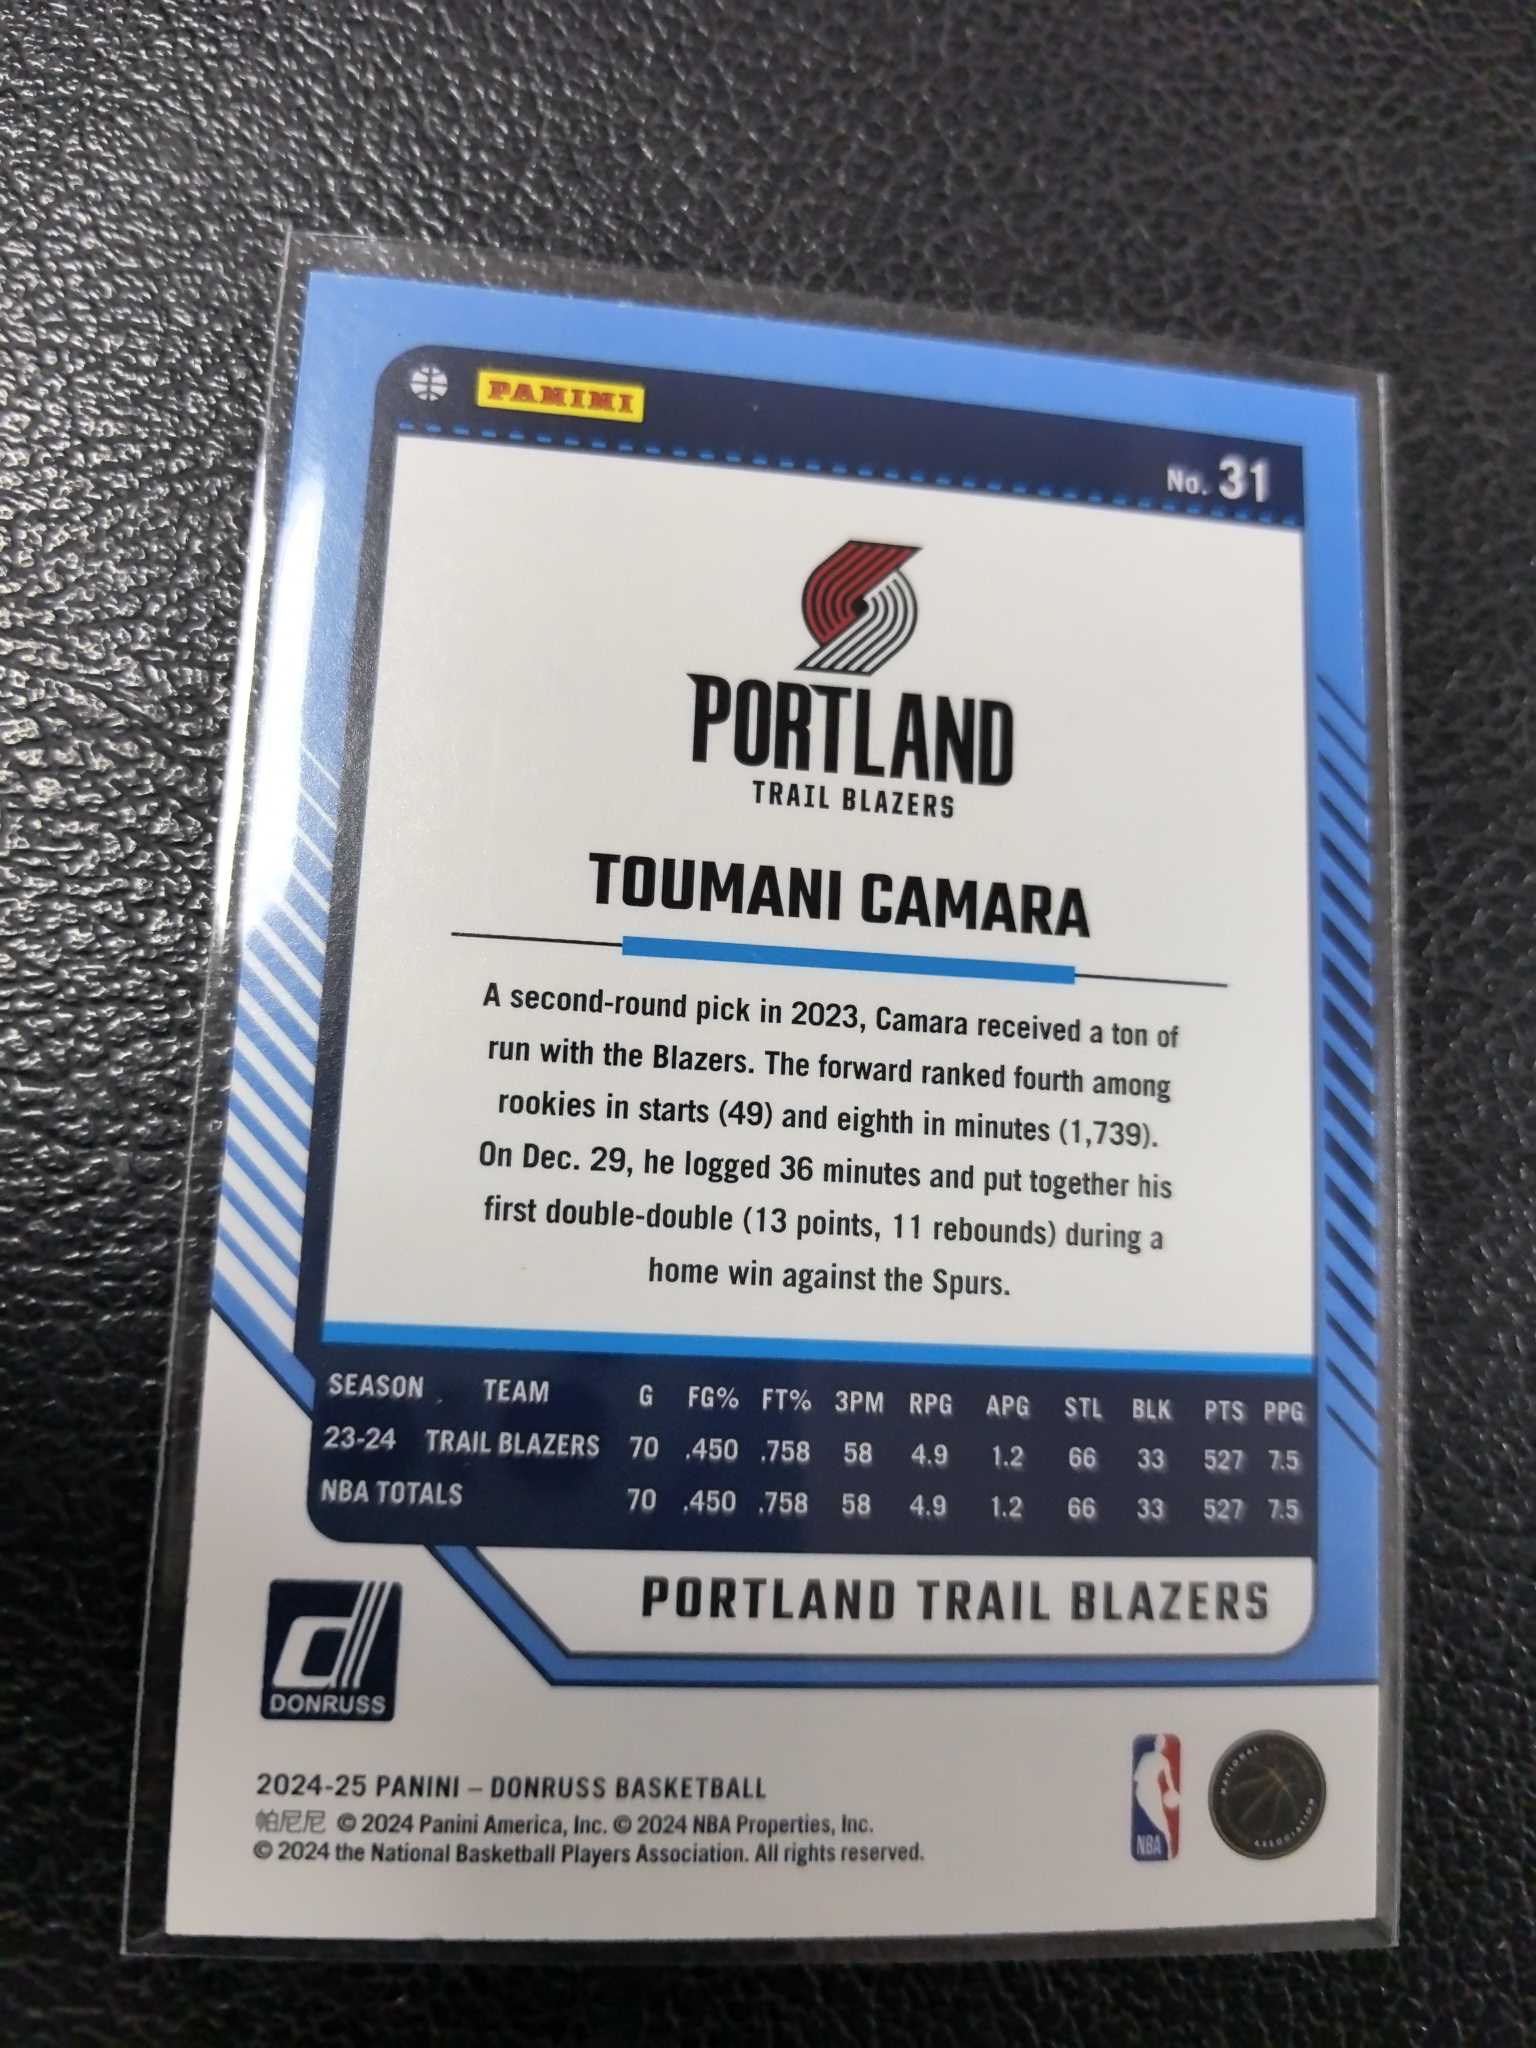 PANINI
No. 31
PORTLAND
TRAIL BLAZERS
TOUMANI CAMARA
A second-round pick in 2023, Camara received a ton of
run with the Blazers. The forward ranked fourth among
rookies in starts (49) and eighth in minutes (1,739).
On Dec. 29, he logged 36 minutes and put together his
first double-double (13 points, 11 rebounds) during a
home win against the Spurs.
SEASON TEAM G FG% FT% 3PM RPG APG STL BLK PTS PPG
23-24 TRAIL BLAZERS 70 .450 .758 58 4.9 1.2 66 33 527 7.5
NBA TOTALS 70 .450 .758 58 4.9 1.2 66 33 527 7.5
PORTLAND TRAIL BLAZERS
d
DONRUSS
2024-25 PANINI – DONRUSS BASKETBALL
帕尼尼 © 2024 Panini America, Inc. © 2024 NBA Properties, Inc.
© 2024 the National Basketball Players Association. All rights reserved.
NBA
NATIONAL
ASSOCIATION